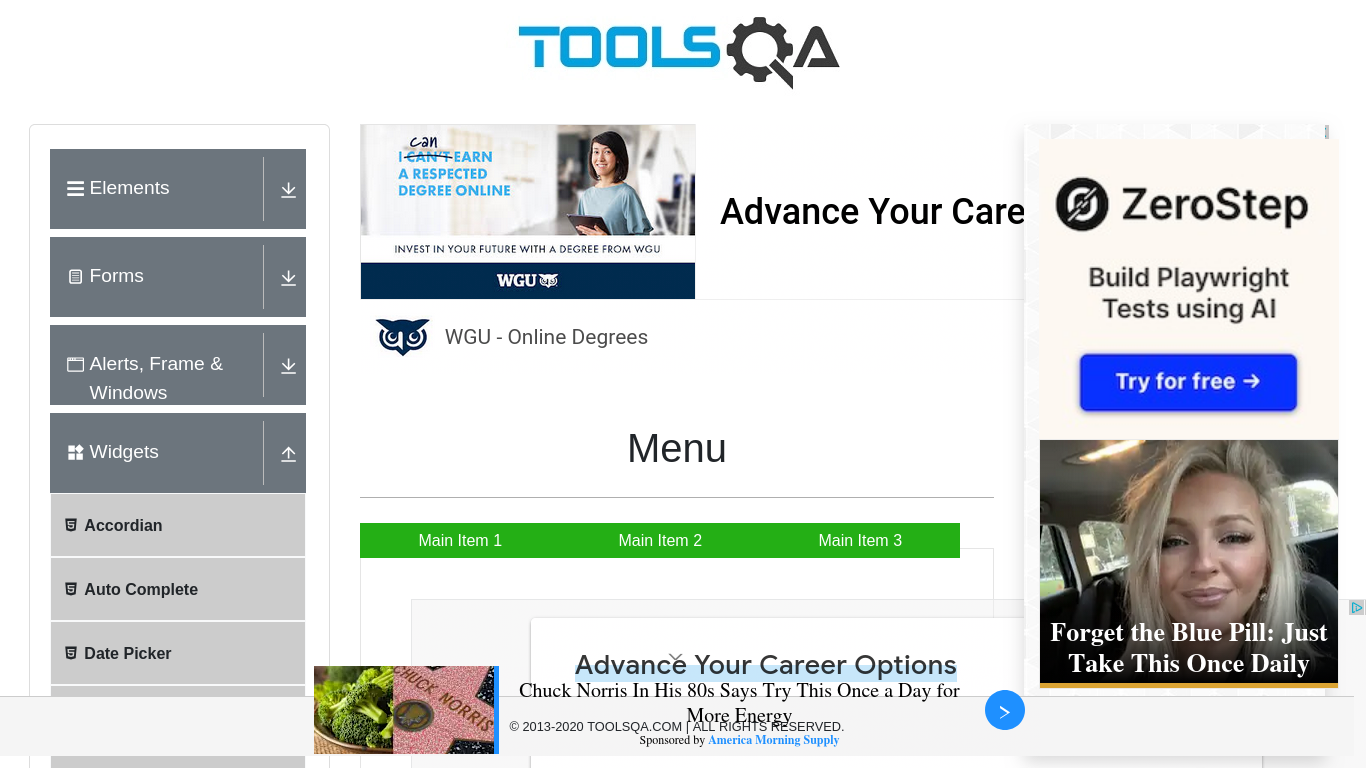 TOOLSQA
Elements
Forms
Alerts, Frame &
Windows
Widgets
Accordian
Auto Complete
Date Picker
can
I CAN'T EARN
A RESPECTED
DEGREE ONLINE
INVEST IN YOUR FUTURE WITH A DEGREE FROM WGU
WGU
Advance Your Care
WGU - Online Degrees
Menu
Main Item 1
Main Item 2
Main Item 3
ZeroStep
Build Playwright
Tests using AI
Try for free →
Forget the Blue Pill: Just
Take This Once Daily
Advance Your Career Options
CHUCK NORRIS
Chuck Norris In His 80s Says Try This Once a Day for
More Energy
© 2013-2020 TOOLSQA.COM | ALL RIGHTS RESERVED.
Sponsored by America Morning Supply